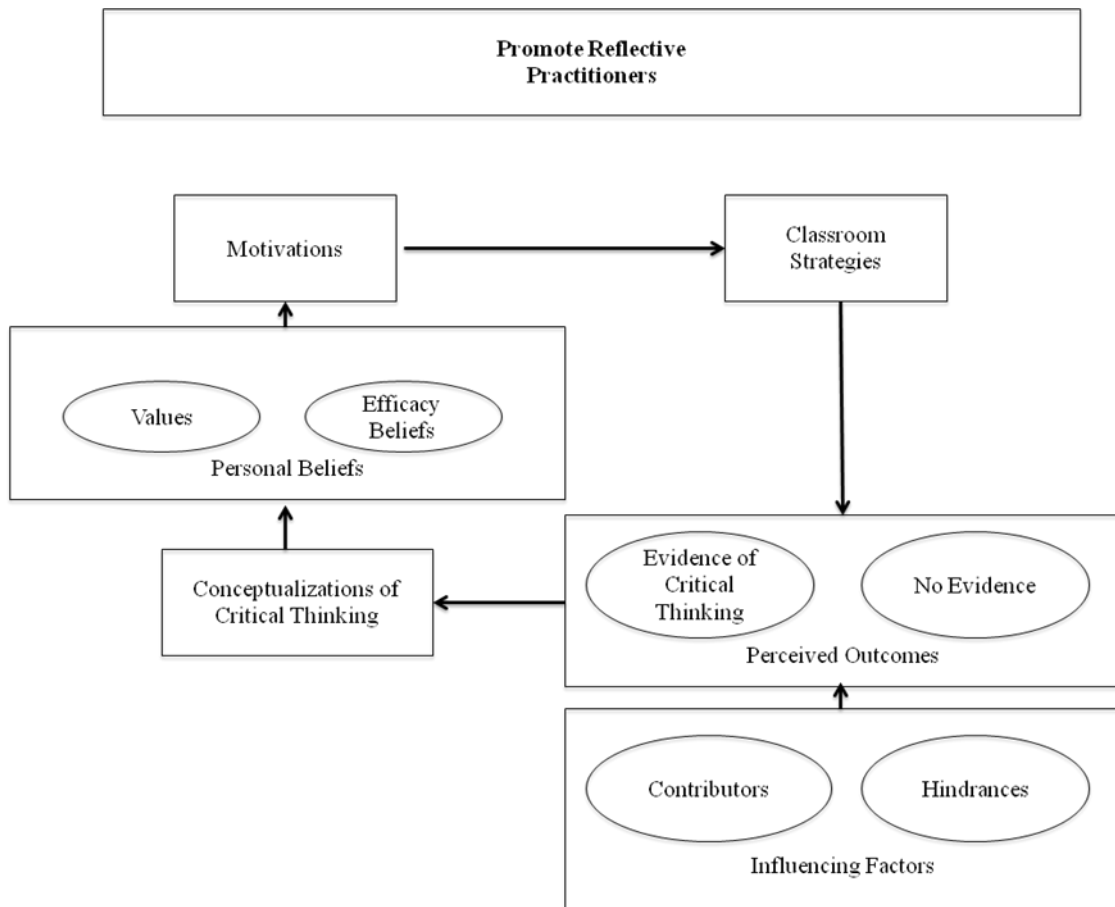 Promote Reflective
Practitioners
Motivations
Classroom
Strategies
Values
Efficacy
Beliefs
Personal Beliefs
Conceptualizations of
Critical Thinking
Evidence of
Critical
Thinking
No Evidence
Perceived Outcomes
Contributors
Hindrances
Influencing Factors